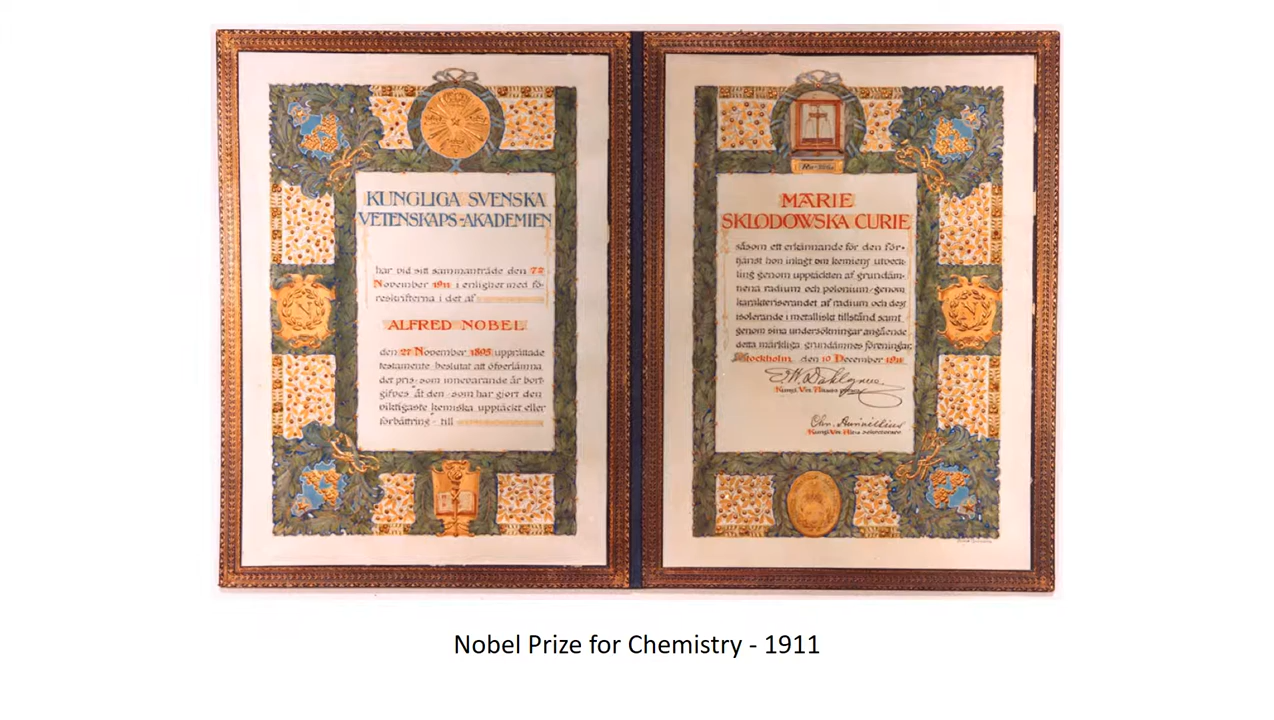 KUNGLIGA SVENSKA
VETENSKAPS-AKADEMIEN
har vid sitt sammanträde den 7
November 1911 i enlighet med fö-
reskrifterna i det af
ALFRED NOBEL
den 27 November 1895 upprättade
testamente beslutat att öfverlämna
det pris som innevarande år bort-
gifves åt den som har gjort den
viktigaste kemiska upptäckt eller
förbättring till
MARIE
SKLODOWSKA CURIE
såsom ett erkännande för den för-
tjänst hon inlagt om kemiens utveck-
ling genom upptäckten af grundäm-
nena radium och polonium genom
karakteriserandet af radium och dess
isolerande i metalliskt tillstånd samt
genom sina undersökningar angående
detta märkliga grundämnes föreningar.
Stockholm den 10 December 1911
E.W. Dahlgren
Chr. Aurivillius
Nobel Prize for Chemistry - 1911